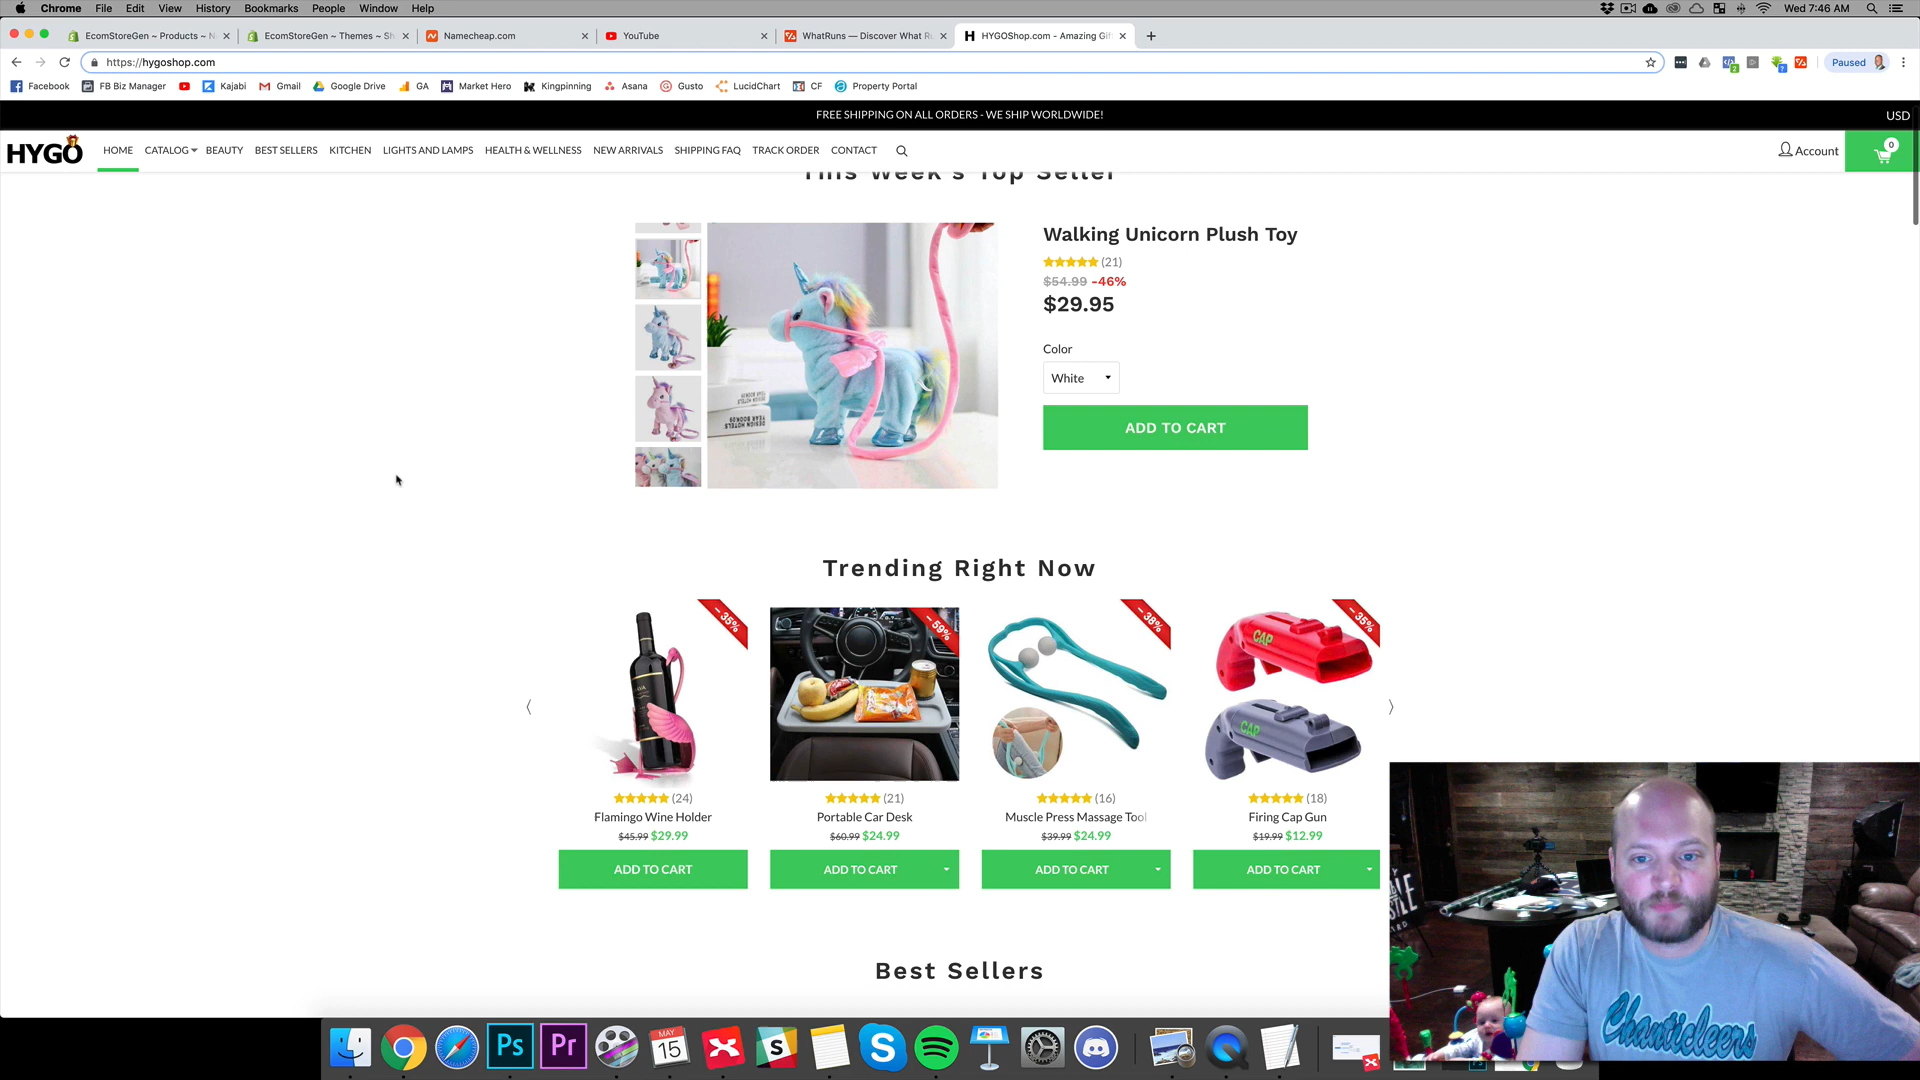 Chrome File Edit View History Bookmarks People Window Help
Wed 7:46 AM
EcomStoreGen ~ Products ~ N
EcomStoreGen ~ Themes ~ Sh
Namecheap.com
YouTube
WhatRuns — Discover What Ru
HYGOShop.com - Amazing Gif
https://hygoshop.com
Paused
Facebook FB Biz Manager Kajabi Gmail Google Drive GA Market Hero Kingpinning Asana Gusto LucidChart CF Property Portal
FREE SHIPPING ON ALL ORDERS - WE SHIP WORLDWIDE!
USD
HYGO
HOME CATALOG BEAUTY BEST SELLERS KITCHEN LIGHTS AND LAMPS HEALTH & WELLNESS NEW ARRIVALS SHIPPING FAQ TRACK ORDER CONTACT
Account
0
This Week's Top Seller
Walking Unicorn Plush Toy
(21)
$54.99 -46%
$29.95
Color
White
ADD TO CART
Trending Right Now
-35%
-59%
-38%
-35%
CAP
CAP
(24)
(21)
(16)
(18)
Flamingo Wine Holder
Portable Car Desk
Muscle Press Massage Tool
Firing Cap Gun
$45.99 $29.99
$60.99 $24.99
$39.99 $24.99
$19.99 $12.99
ADD TO CART
ADD TO CART
ADD TO CART
ADD TO CART
Best Sellers
Chanticleers
Ps
Pr
MAY
15
S